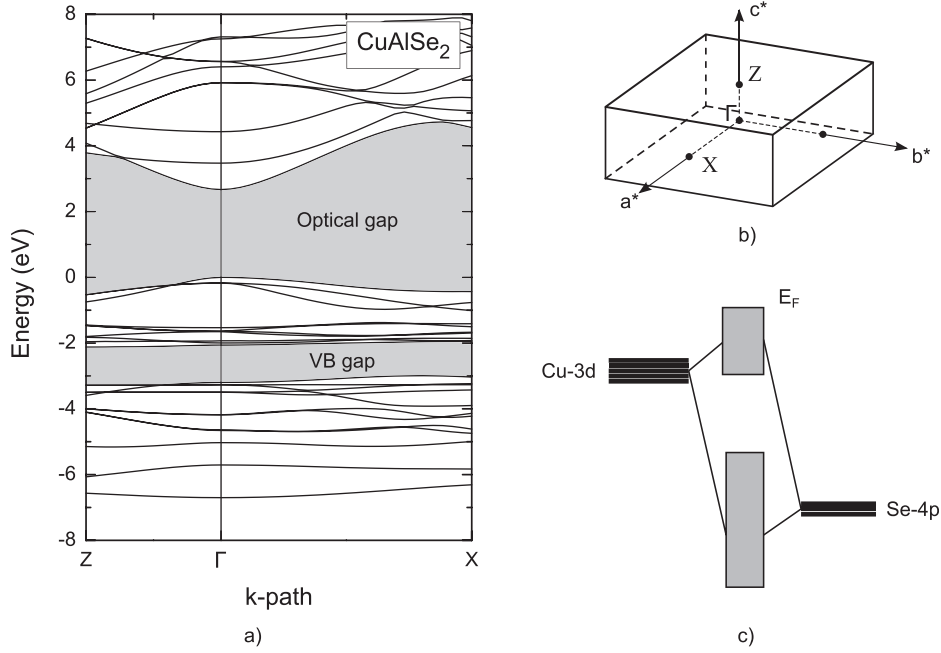 CuAlSe₂
Energy (eV)
8
6
4
2
0
-2
-4
-6
-8
Optical gap
VB gap
Z
Γ
X
k-path
a)
c*
Z
Γ
X
a*
b*
b)
E_F
Cu-3d
Se-4p
c)